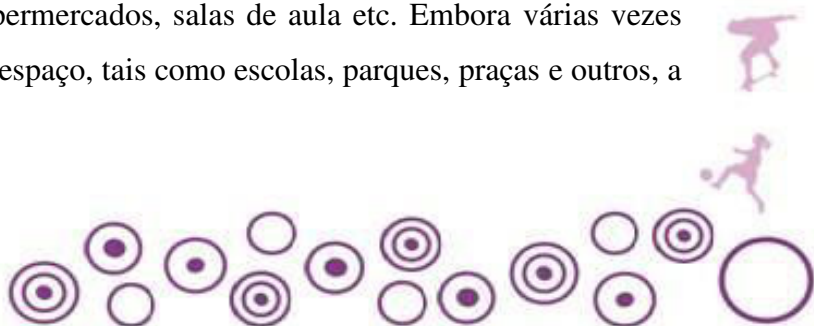 permercados, salas de aula etc. Embora várias vezes
espaço, tais como escolas, parques, praças e outros, a